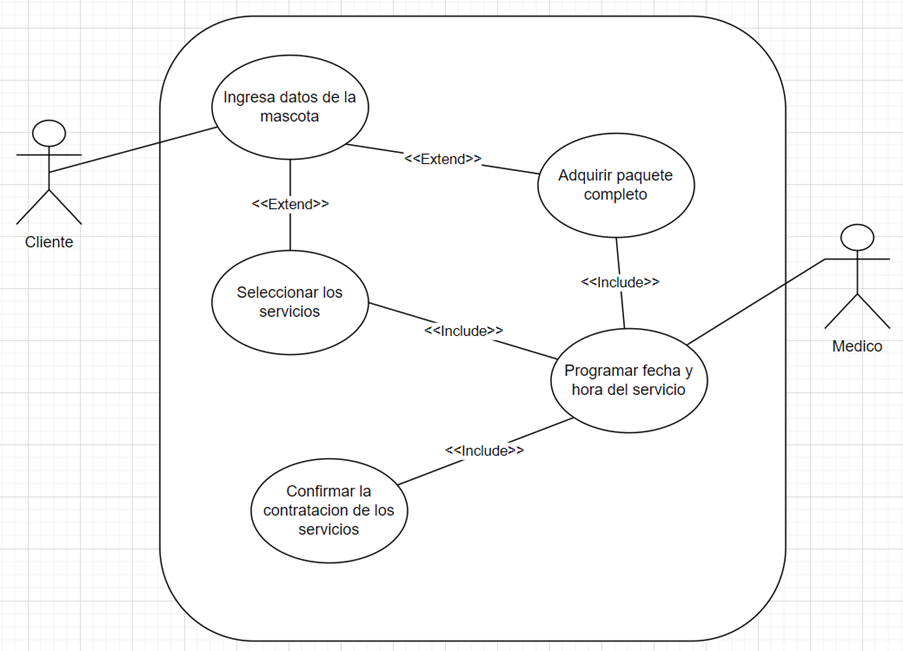 Ingresa datos de la
mascota
<<Extend>>
Adquirir paquete
completo
<<Extend>>
Cliente
<<Include>>
Seleccionar los
servicios
<<Include>>
Medico
Programar fecha y
hora del servicio
<<Include>>
Confirmar la
contratacion de los
servicios